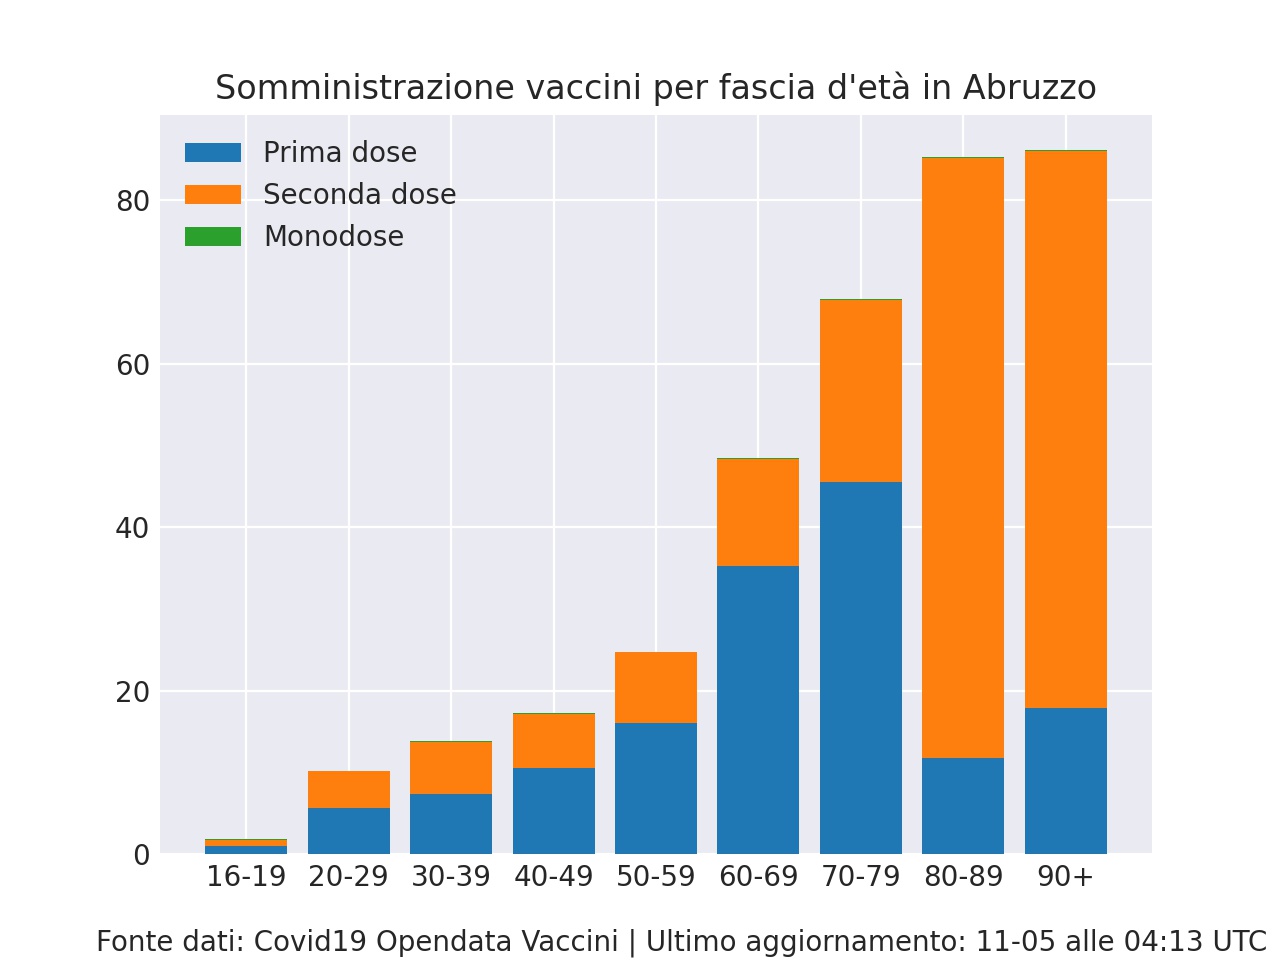 Somministrazione vaccini per fascia d'età in Abruzzo
Prima dose
Seconda dose
Monodose
80
60
40
20
0
16-19 20-29 30-39 40-49 50-59 60-69 70-79 80-89 90+
Fonte dati: Covid19 Opendata Vaccini | Ultimo aggiornamento: 11-05 alle 04:13 UTC